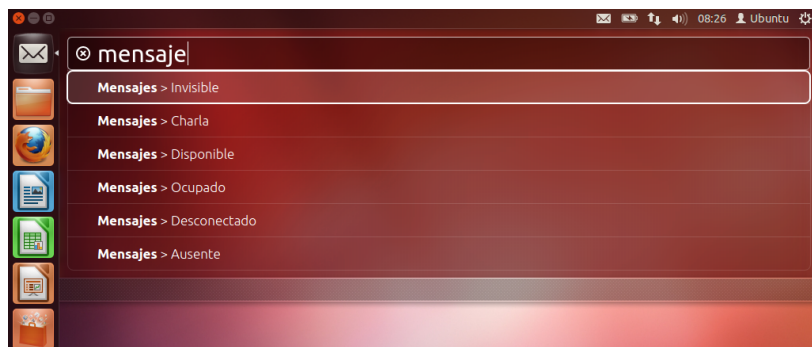 08:26 Ubuntu
mensaje
Mensajes > Invisible
Mensajes > Charla
Mensajes > Disponible
Mensajes > Ocupado
Mensajes > Desconectado
Mensajes > Ausente